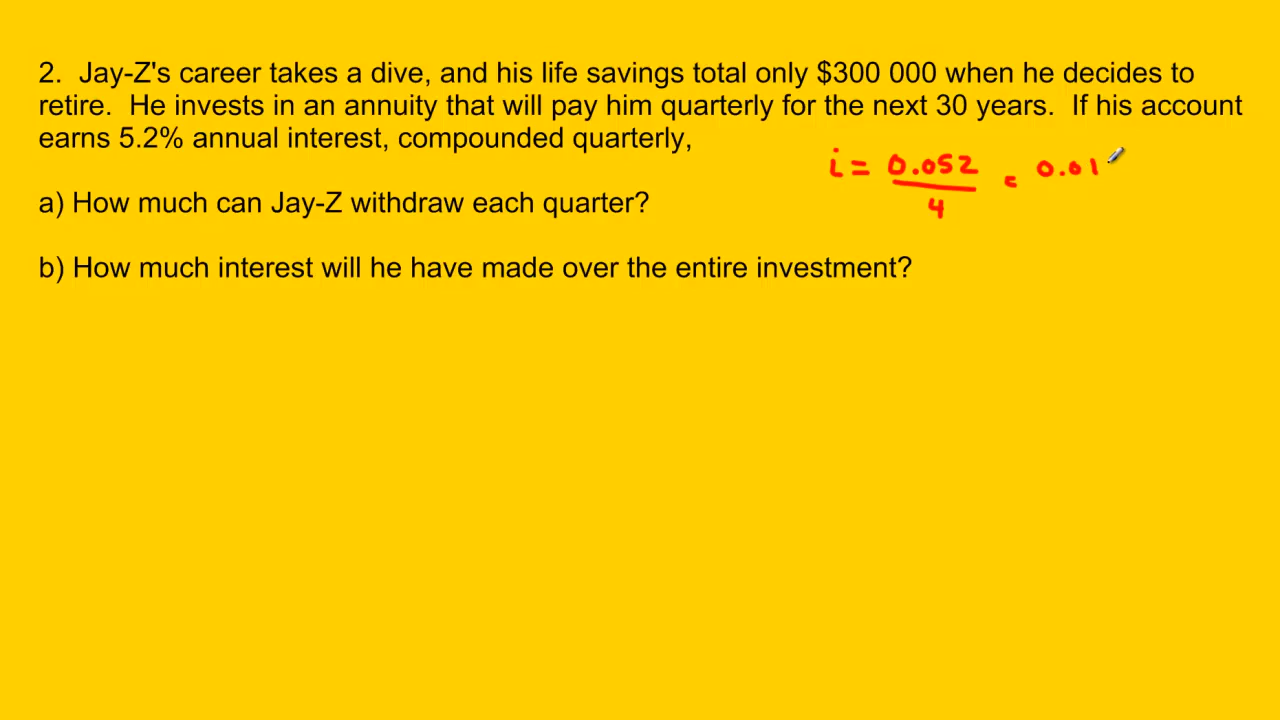 2. Jay-Z's career takes a dive, and his life savings total only $300 000 when he decides to
retire. He invests in an annuity that will pay him quarterly for the next 30 years. If his account
earns 5.2% annual interest, compounded quarterly,
i = 0.052 / 4 = 0.01
a) How much can Jay-Z withdraw each quarter?
b) How much interest will he have made over the entire investment?